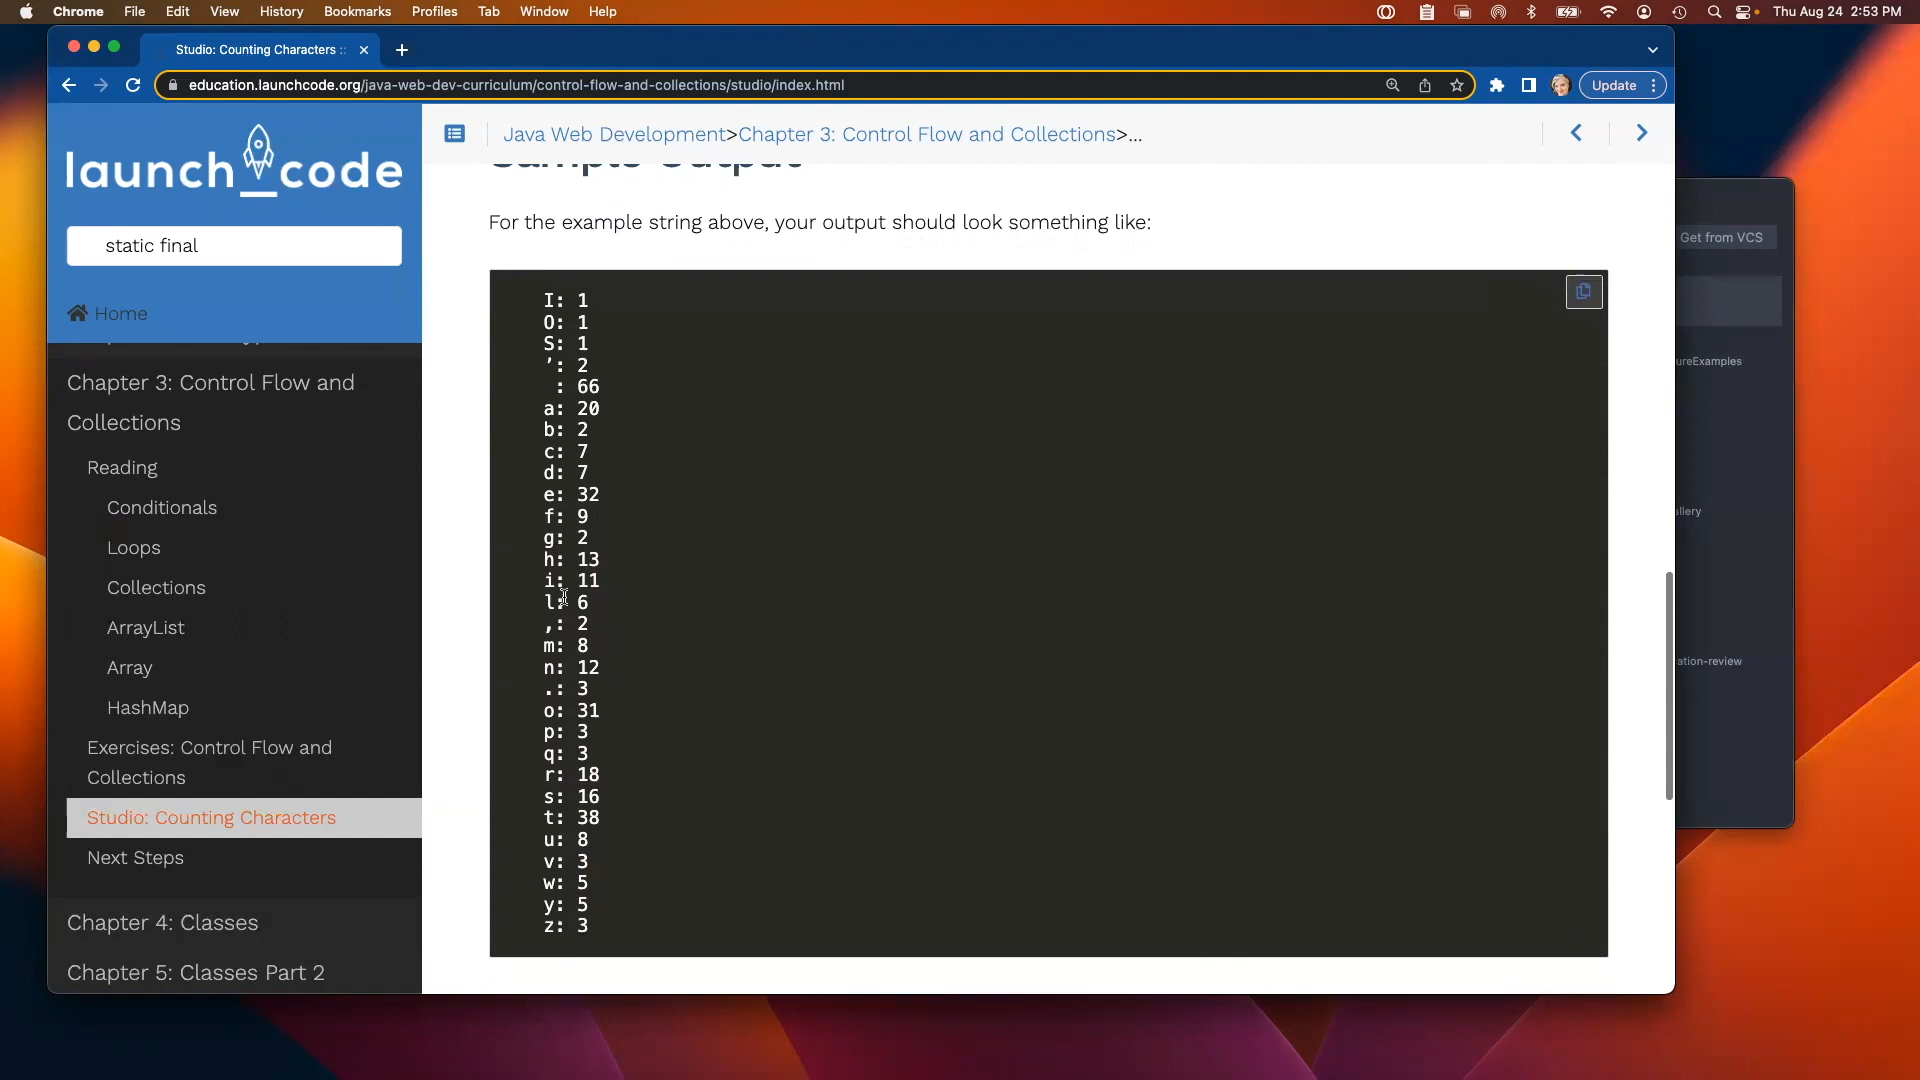 Chrome File Edit View History Bookmarks Profiles Tab Window Help Thu Aug 24 2:53 PM
Studio: Counting Characters ::
education.launchcode.org/java-web-dev-curriculum/control-flow-and-collections/studio/index.html
Update
launch_code
static final
Home
Chapter 3: Control Flow and
Collections
Reading
Conditionals
Loops
Collections
ArrayList
Array
HashMap
Exercises: Control Flow and
Collections
Studio: Counting Characters
Next Steps
Chapter 4: Classes
Chapter 5: Classes Part 2
Java Web Development>Chapter 3: Control Flow and Collections>...
Sample Output
For the example string above, your output should look something like:
I: 1
O: 1
S: 1
’: 2
: 66
a: 20
b: 2
c: 7
d: 7
e: 32
f: 9
g: 2
h: 13
i: 11
l: 6
,: 2
m: 8
n: 12
.: 3
o: 31
p: 3
q: 3
r: 18
s: 16
t: 38
u: 8
v: 3
w: 5
y: 5
z: 3
Get from VCS
ureExamples
allery
ation-review